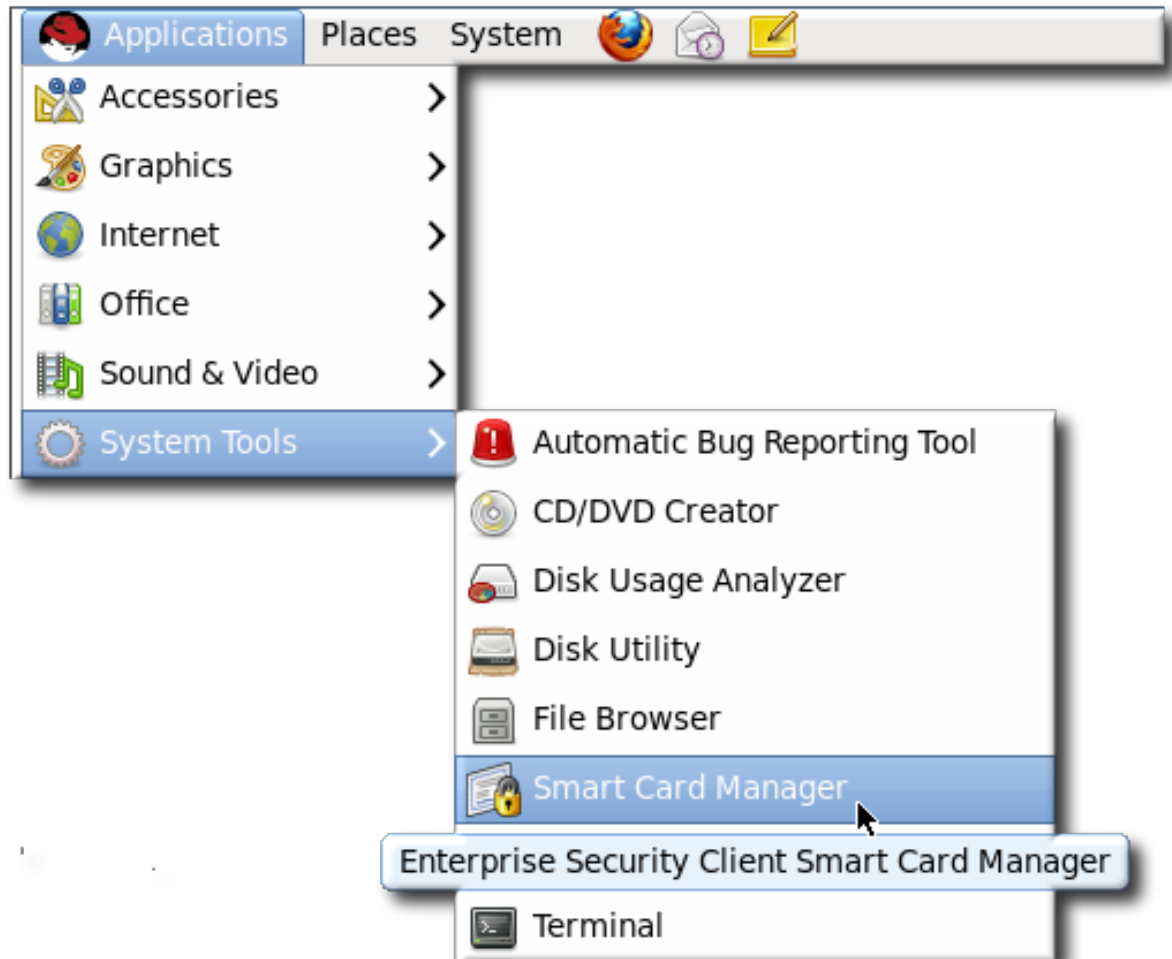 Applications Places System
Accessories
Graphics
Internet
Office
Sound & Video
System Tools
Automatic Bug Reporting Tool
CD/DVD Creator
Disk Usage Analyzer
Disk Utility
File Browser
Smart Card Manager
Enterprise Security Client Smart Card Manager
Terminal